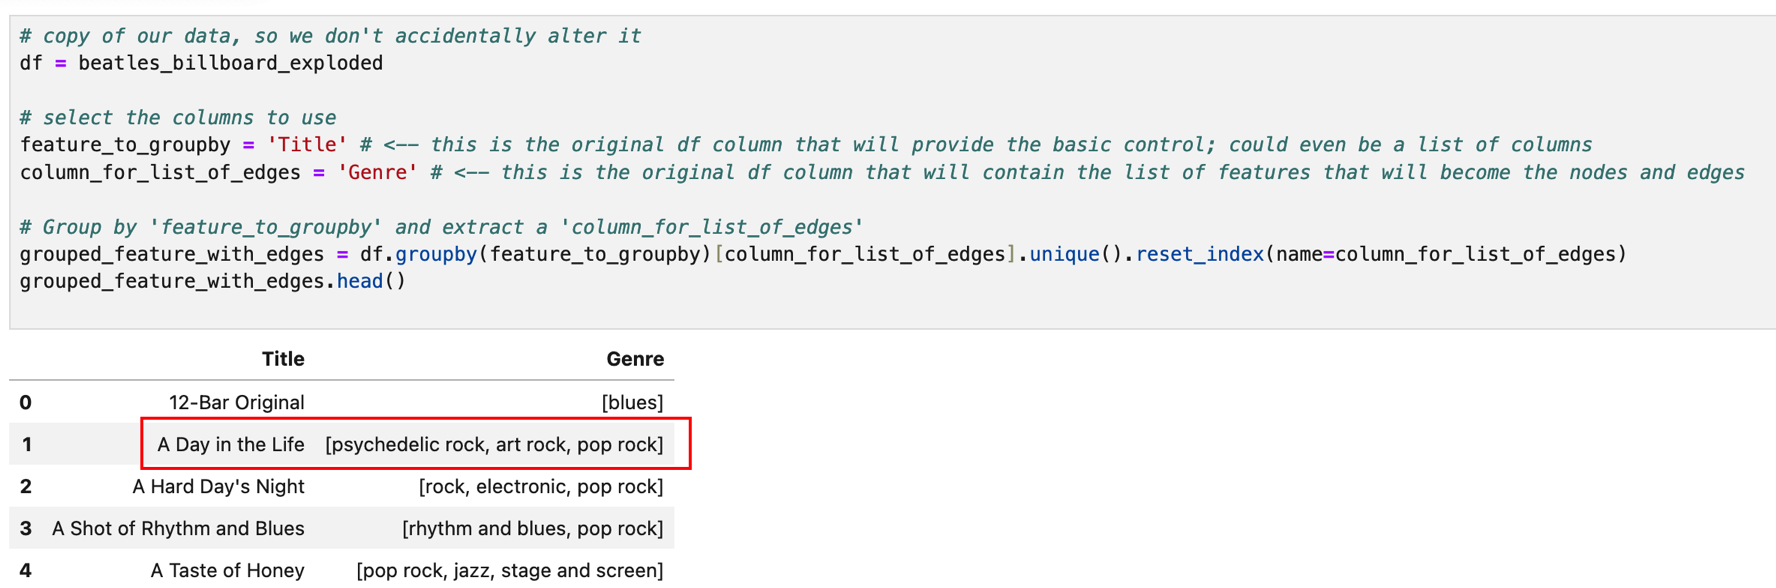 # copy of our data, so we don't accidentally alter it
df = beatles_billboard_exploded
# select the columns to use
feature_to_groupby = 'Title' # <-- this is the original df column that will provide the basic control; could even be a list of columns
column_for_list_of_edges = 'Genre' # <-- this is the original df column that will contain the list of features that will become the nodes and edges
# Group by 'feature_to_groupby' and extract a 'column_for_list_of_edges'
grouped_feature_with_edges = df.groupby(feature_to_groupby)[column_for_list_of_edges].unique().reset_index(name=column_for_list_of_edges)
grouped_feature_with_edges.head()
Title Genre
0 12-Bar Original [blues]
1 A Day in the Life [psychedelic rock, art rock, pop rock]
2 A Hard Day's Night [rock, electronic, pop rock]
3 A Shot of Rhythm and Blues [rhythm and blues, pop rock]
4 A Taste of Honey [pop rock, jazz, stage and screen]